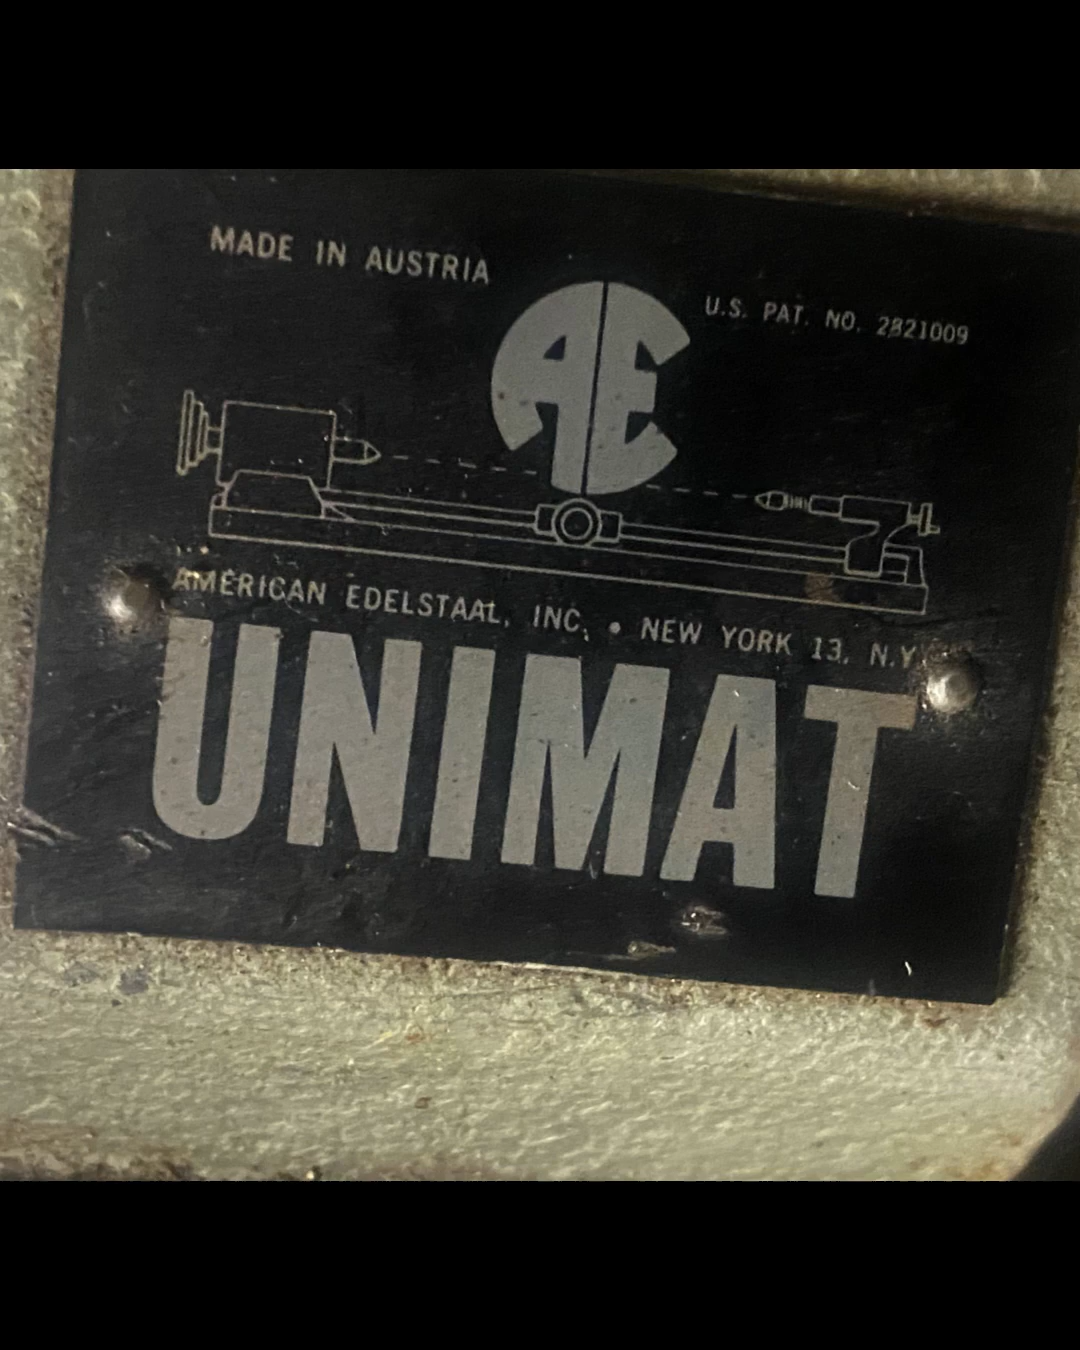 MADE IN AUSTRIA
AE
U.S. PAT. NO. 2821009
AMERICAN EDELSTAAL, INC. • NEW YORK 13, N.Y
UNIMAT